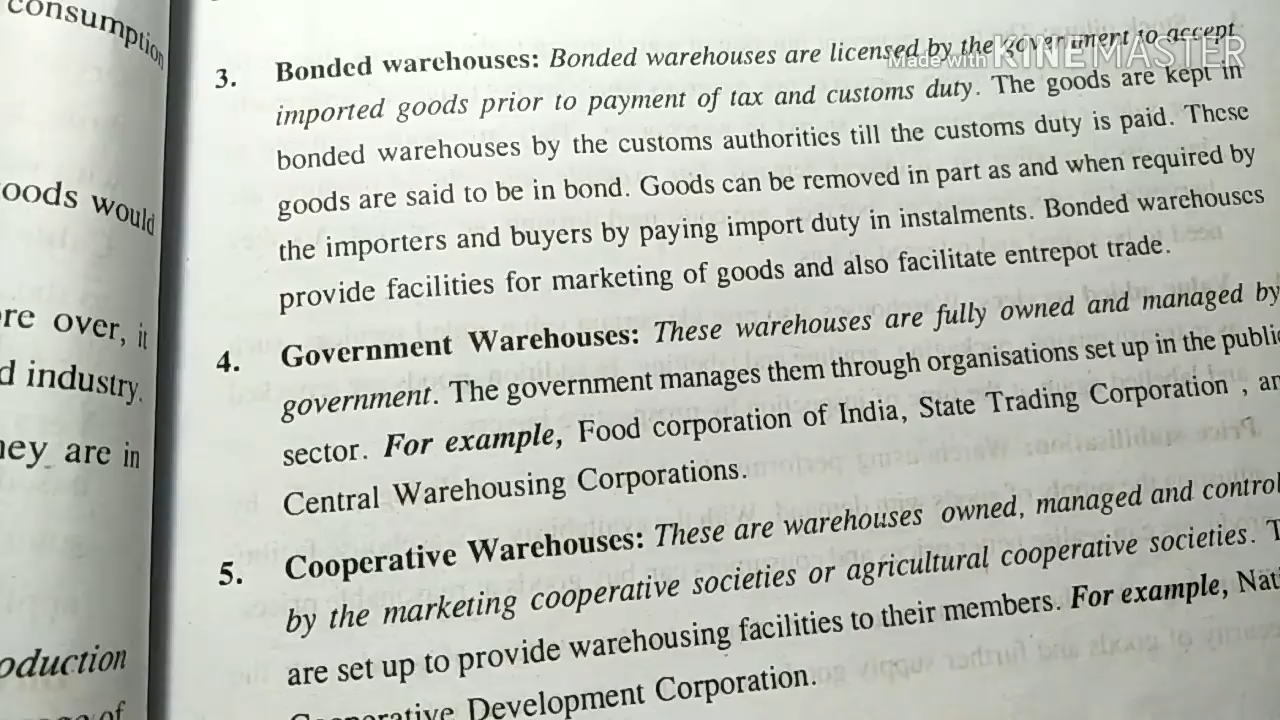 consumption
oods would
re over, it
d industry.
ey are in
oduction
of
3. Bonded warehouses: Bonded warehouses are licensed by the government to accept
imported goods prior to payment of tax and customs duty. The goods are kept in
bonded warehouses by the customs authorities till the customs duty is paid. These
goods are said to be in bond. Goods can be removed in part as and when required by
the importers and buyers by paying import duty in instalments. Bonded warehouses
provide facilities for marketing of goods and also facilitate entrepot trade.
4. Government Warehouses: These warehouses are fully owned and managed by
government. The government manages them through organisations set up in the public
sector. For example, Food corporation of India, State Trading Corporation , an
Central Warehousing Corporations.
5. Cooperative Warehouses: These are warehouses owned, managed and control
by the marketing cooperative societies or agricultural cooperative societies. T
are set up to provide warehousing facilities to their members. For example, Nati
Cooperative Development Corporation.
Made with KINEMASTER